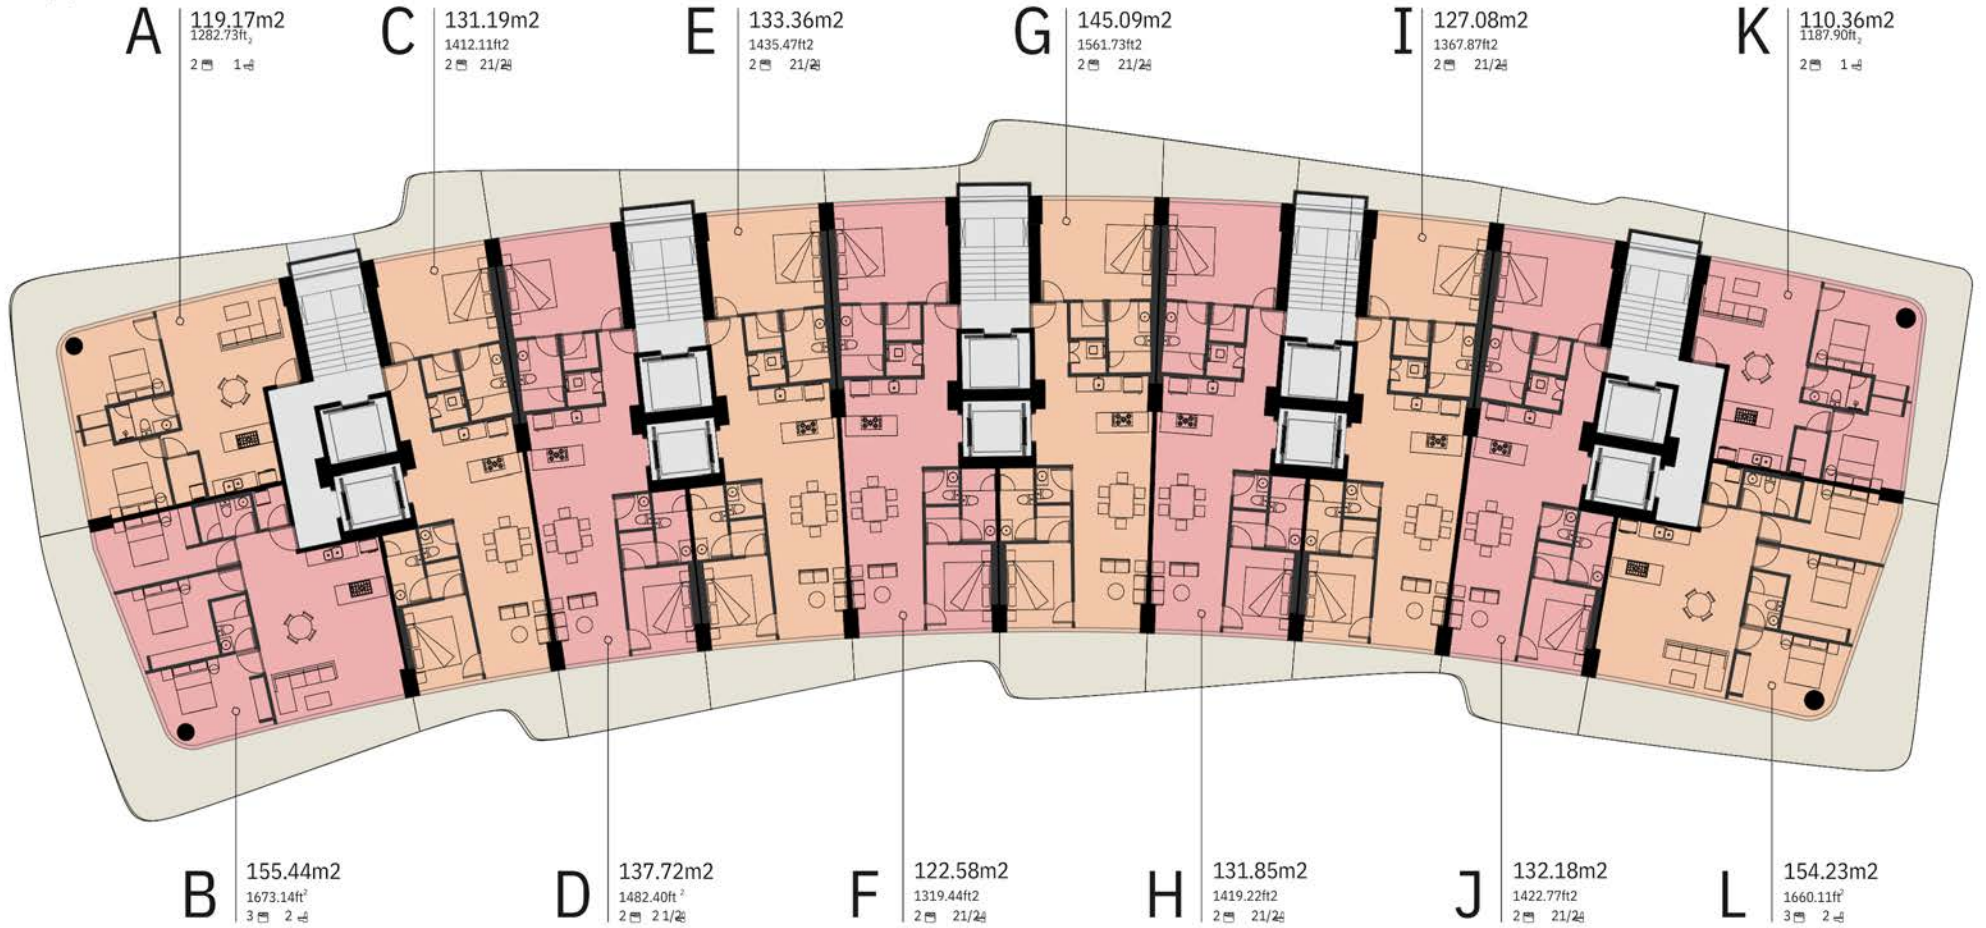 A
119.17m2
1282.73ft2
2 1
C
131.19m2
1412.11ft2
2 21/2
E
133.36m2
1435.47ft2
2 21/2
G
145.09m2
1561.73ft2
2 21/2
I
127.08m2
1367.87ft2
2 21/2
K
110.36m2
1187.90ft2
2 1
B
155.44m2
1673.14ft²
3 2
D
137.72m2
1482.40ft ²
2 2 1/2
F
122.58m2
1319.44ft2
2 21/2
H
131.85m2
1419.22ft2
2 21/2
J
132.18m2
1422.77ft2
2 21/2
L
154.23m2
1660.11ft²
3 2